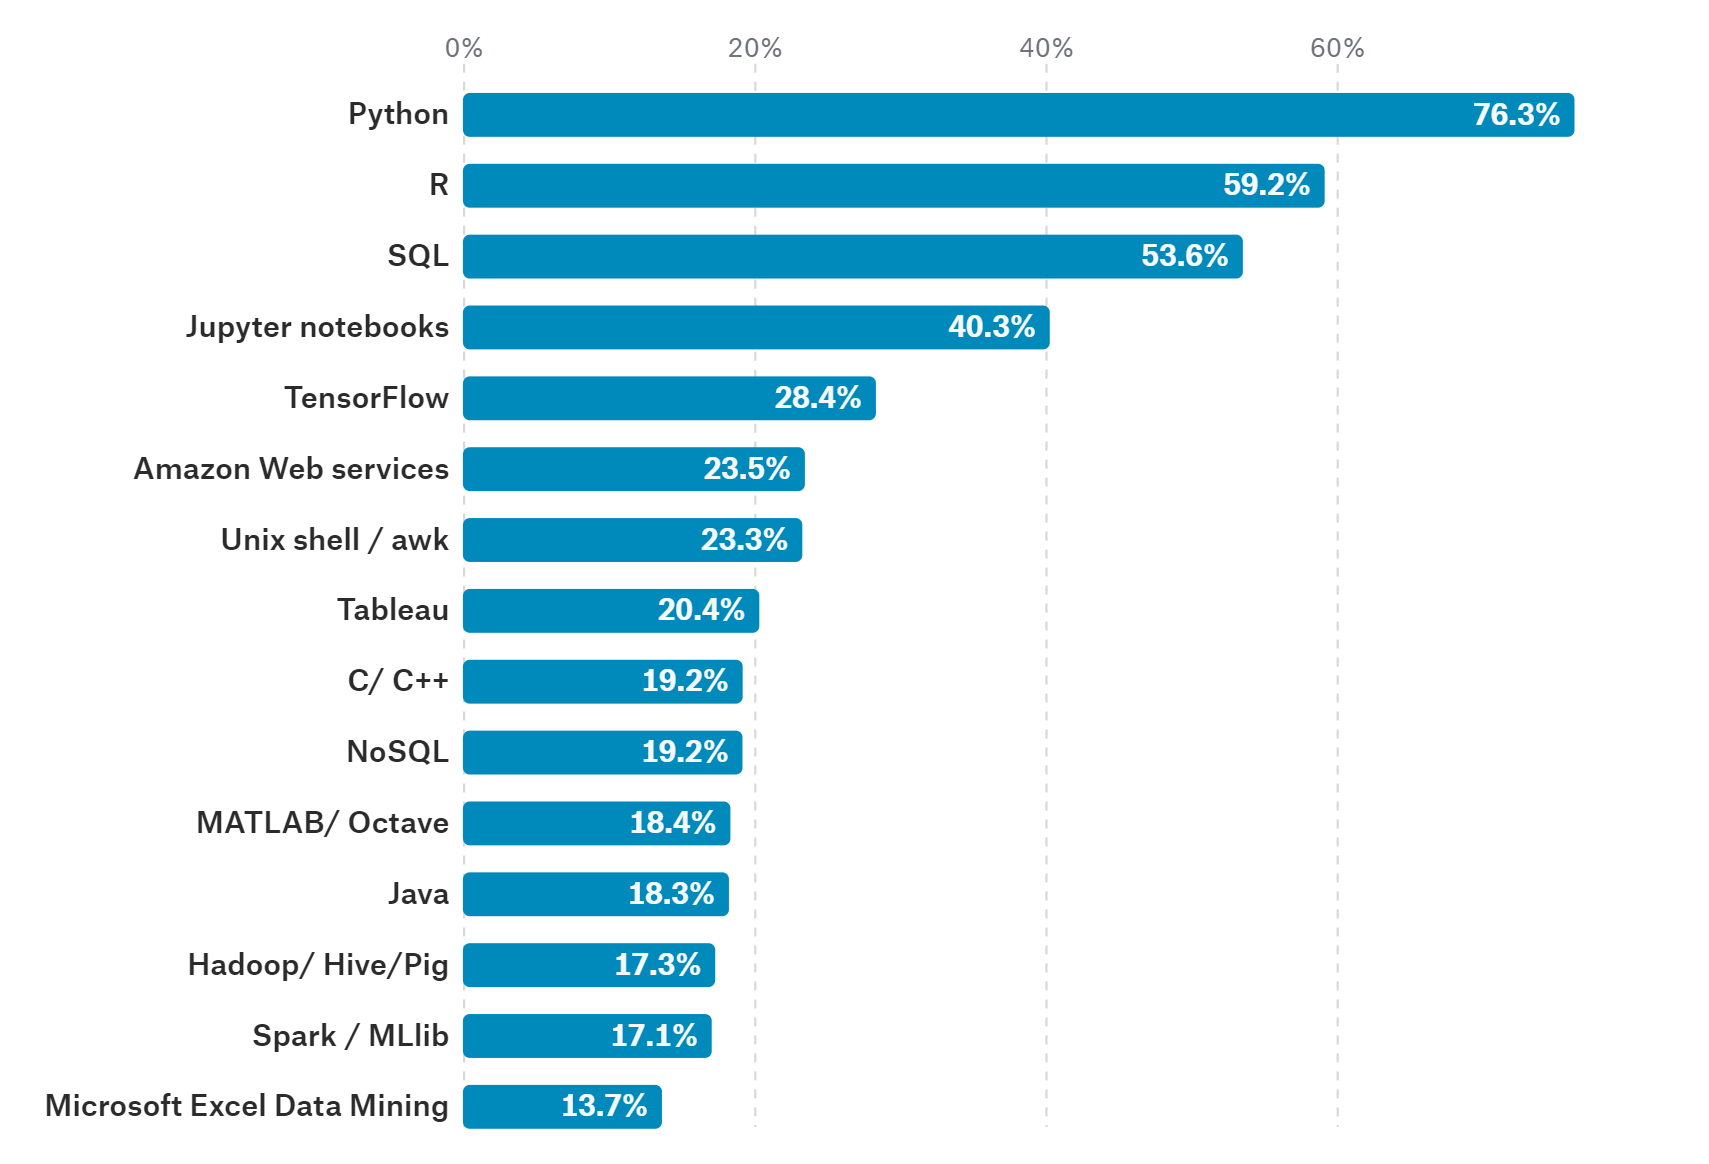 0% 20% 40% 60%
Python 76.3%
R 59.2%
SQL 53.6%
Jupyter notebooks 40.3%
TensorFlow 28.4%
Amazon Web services 23.5%
Unix shell / awk 23.3%
Tableau 20.4%
C/ C++ 19.2%
NoSQL 19.2%
MATLAB/ Octave 18.4%
Java 18.3%
Hadoop/ Hive/Pig 17.3%
Spark / MLlib 17.1%
Microsoft Excel Data Mining 13.7%